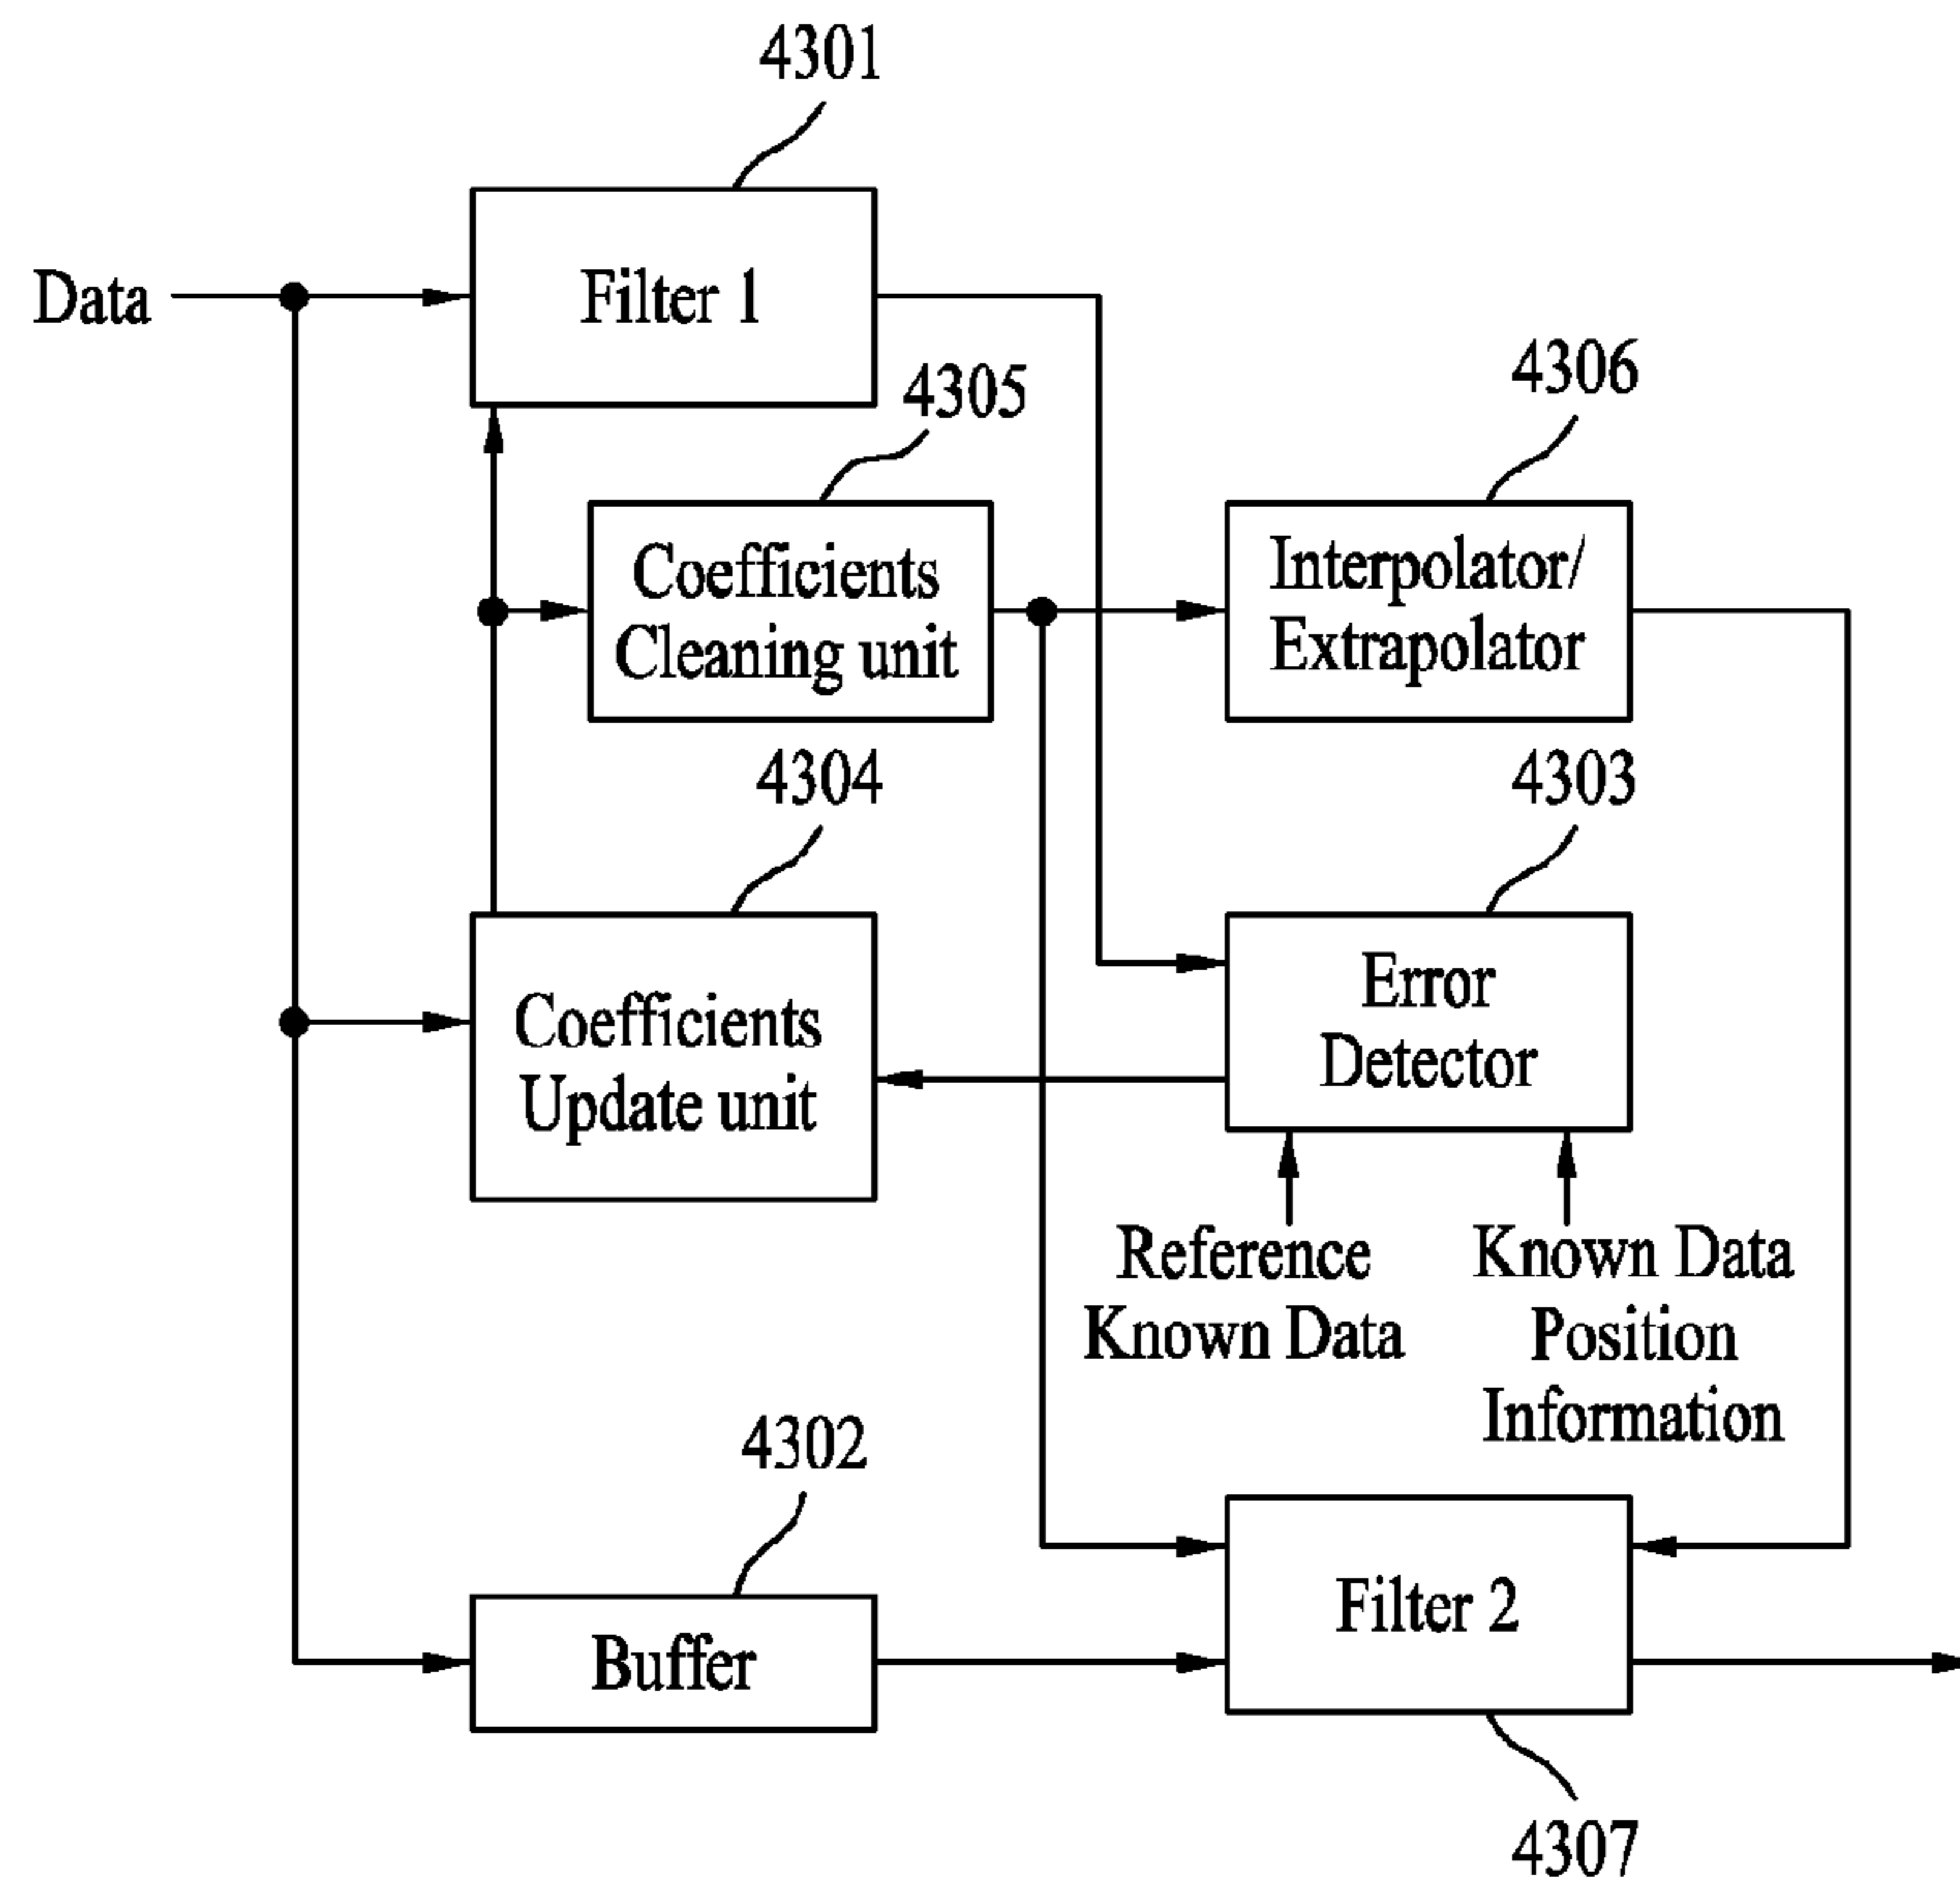 4301
Data
Filter 1
4305
4306
Coefficients
Cleaning unit
Interpolator/
Extrapolator
4304
4303
Coefficients
Update unit
Error
Detector
Reference
Known Data
Known Data
Position
Information
4302
Buffer
Filter 2
4307